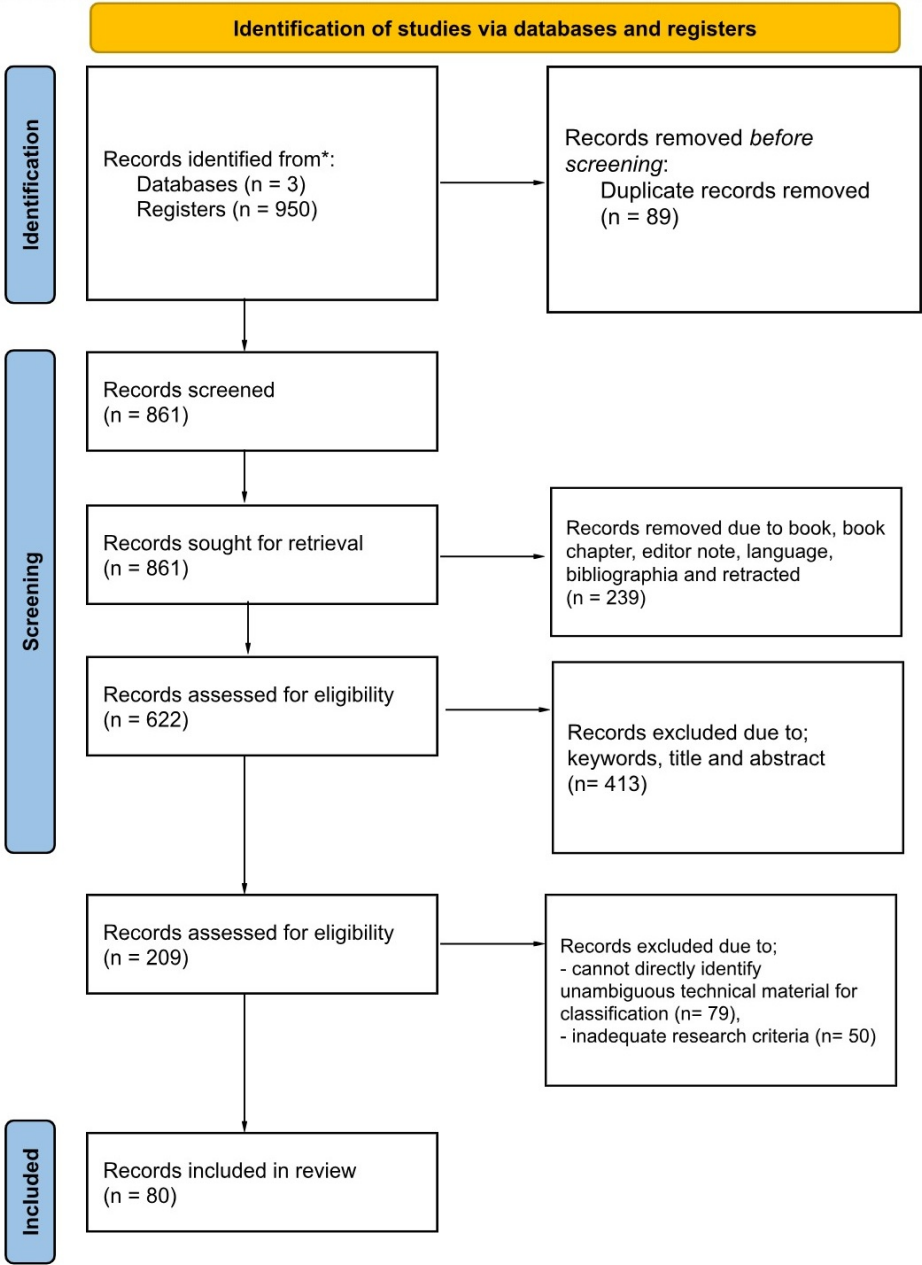 Identification of studies via databases and registers
Identification
Records identified from*:
Databases (n = 3)
Registers (n = 950)
Records removed before
screening:
Duplicate records removed
(n = 89)
Screening
Records screened
(n = 861)
Records sought for retrieval
(n = 861)
Records removed due to book, book
chapter, editor note, language,
bibliographia and retracted
(n = 239)
Records assessed for eligibility
(n = 622)
Records excluded due to;
keywords, title and abstract
(n= 413)
Records assessed for eligibility
(n = 209)
Records excluded due to;
- cannot directly identify
unambiguous technical material for
classification (n= 79),
- inadequate research criteria (n= 50)
Included
Records included in review
(n = 80)